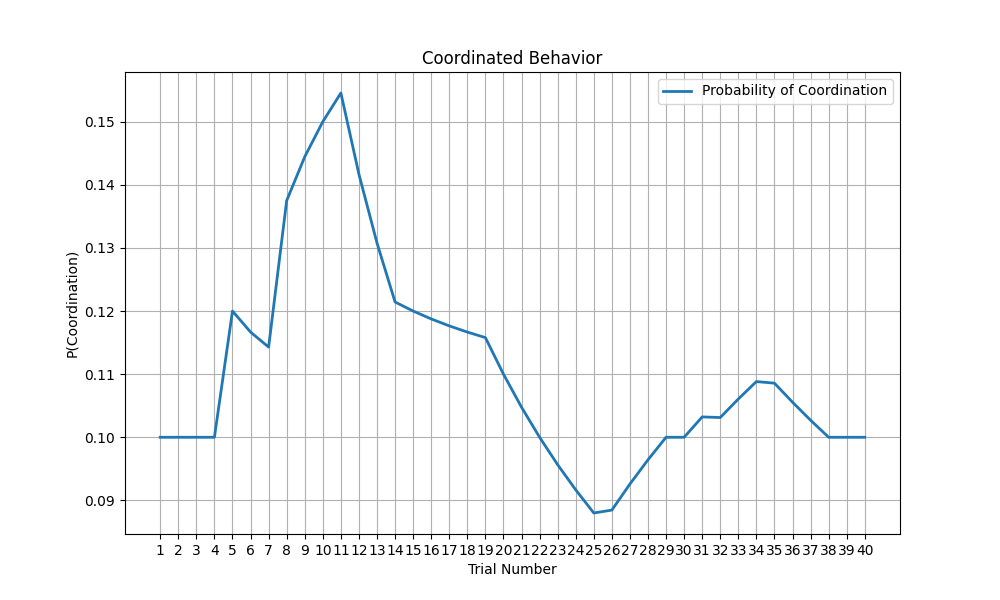 Coordinated Behavior
Probability of Coordination
0.15
0.14
0.13
0.12
0.11
0.10
0.09
P(Coordination)
1 2 3 4 5 6 7 8 9 10 11 12 13 14 15 16 17 18 19 20 21 22 23 24 25 26 27 28 29 30 31 32 33 34 35 36 37 38 39 40
Trial Number